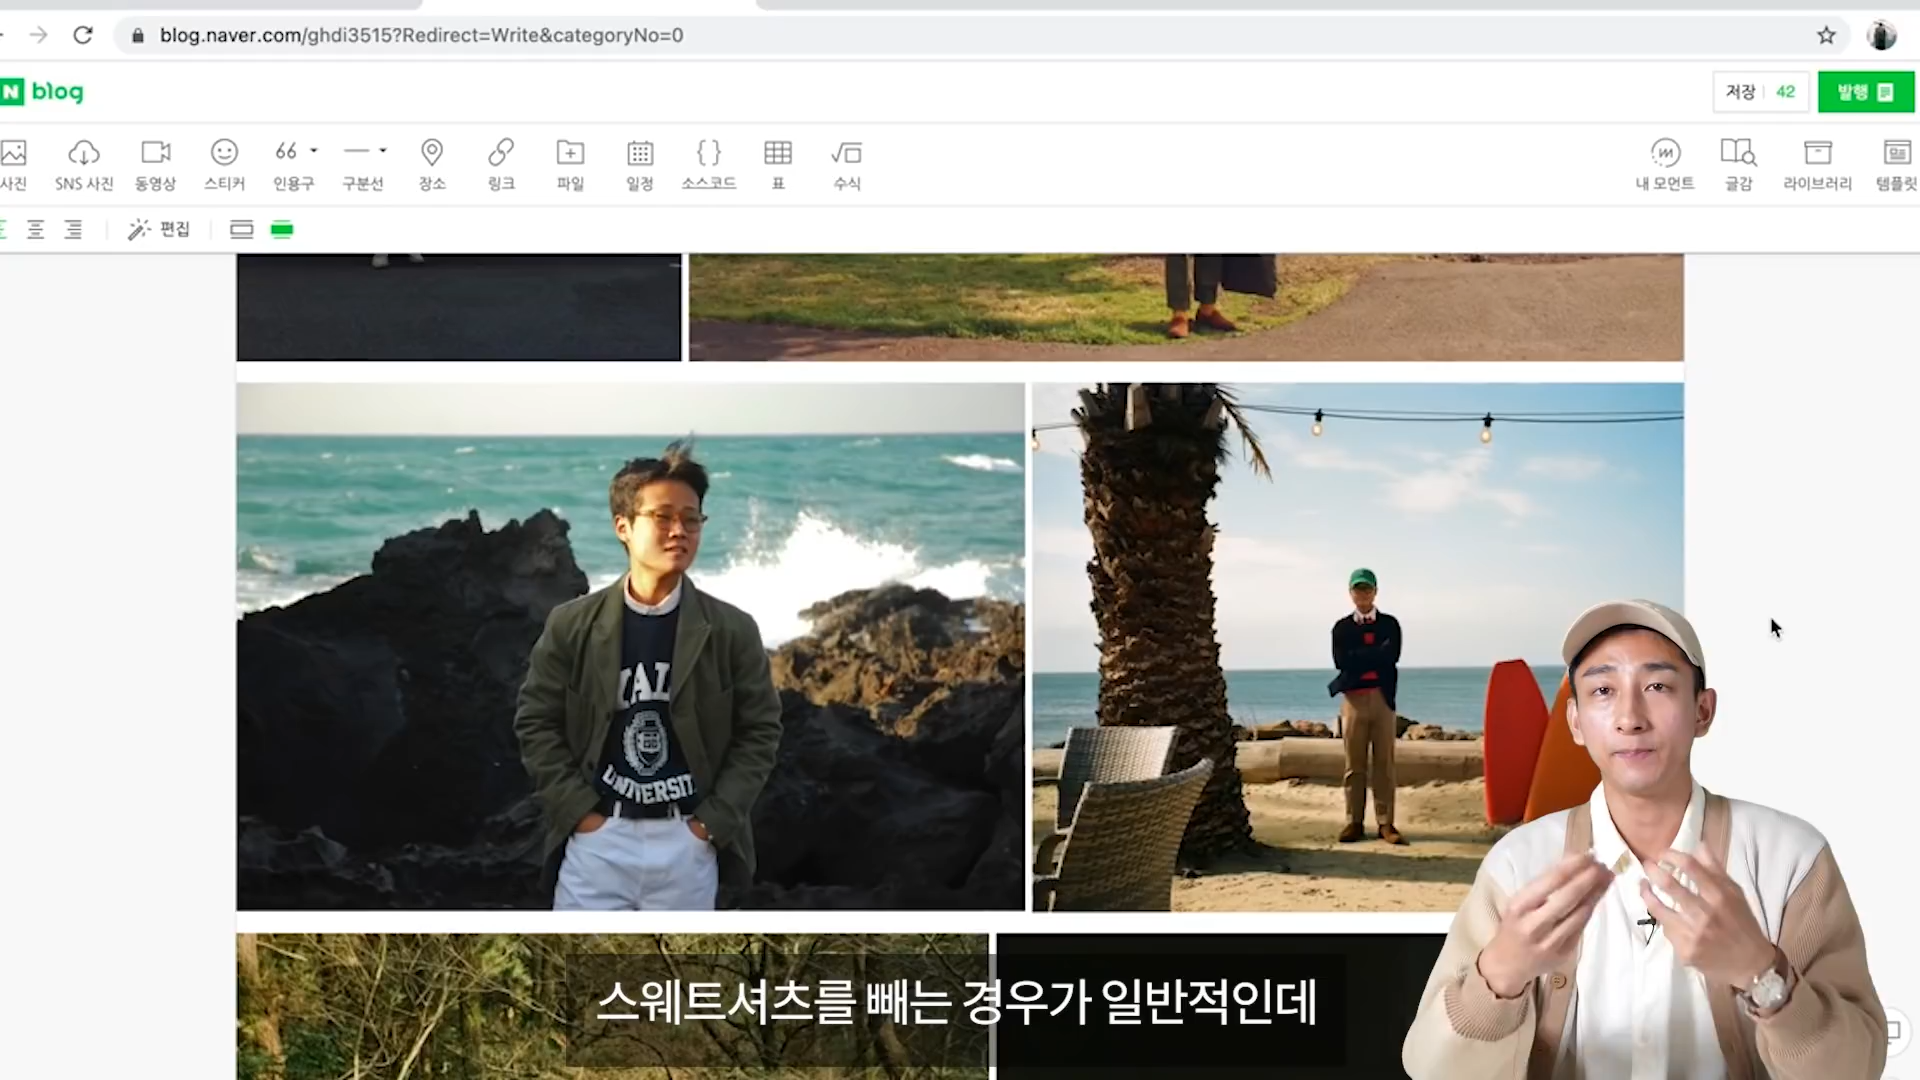 blog.naver.com/ghdi3515?Redirect=Write&categoryNo=0
N blog
저장 42
발행
사진
SNS 사진
동영상
스티커
인용구
구분선
장소
링크
파일
일정
소스코드
표
수식
내 모먼트
글감
라이브러리
템플릿
편집
YALE
UNIVERSIT
스웨트셔츠를 빼는 경우가 일반적인데